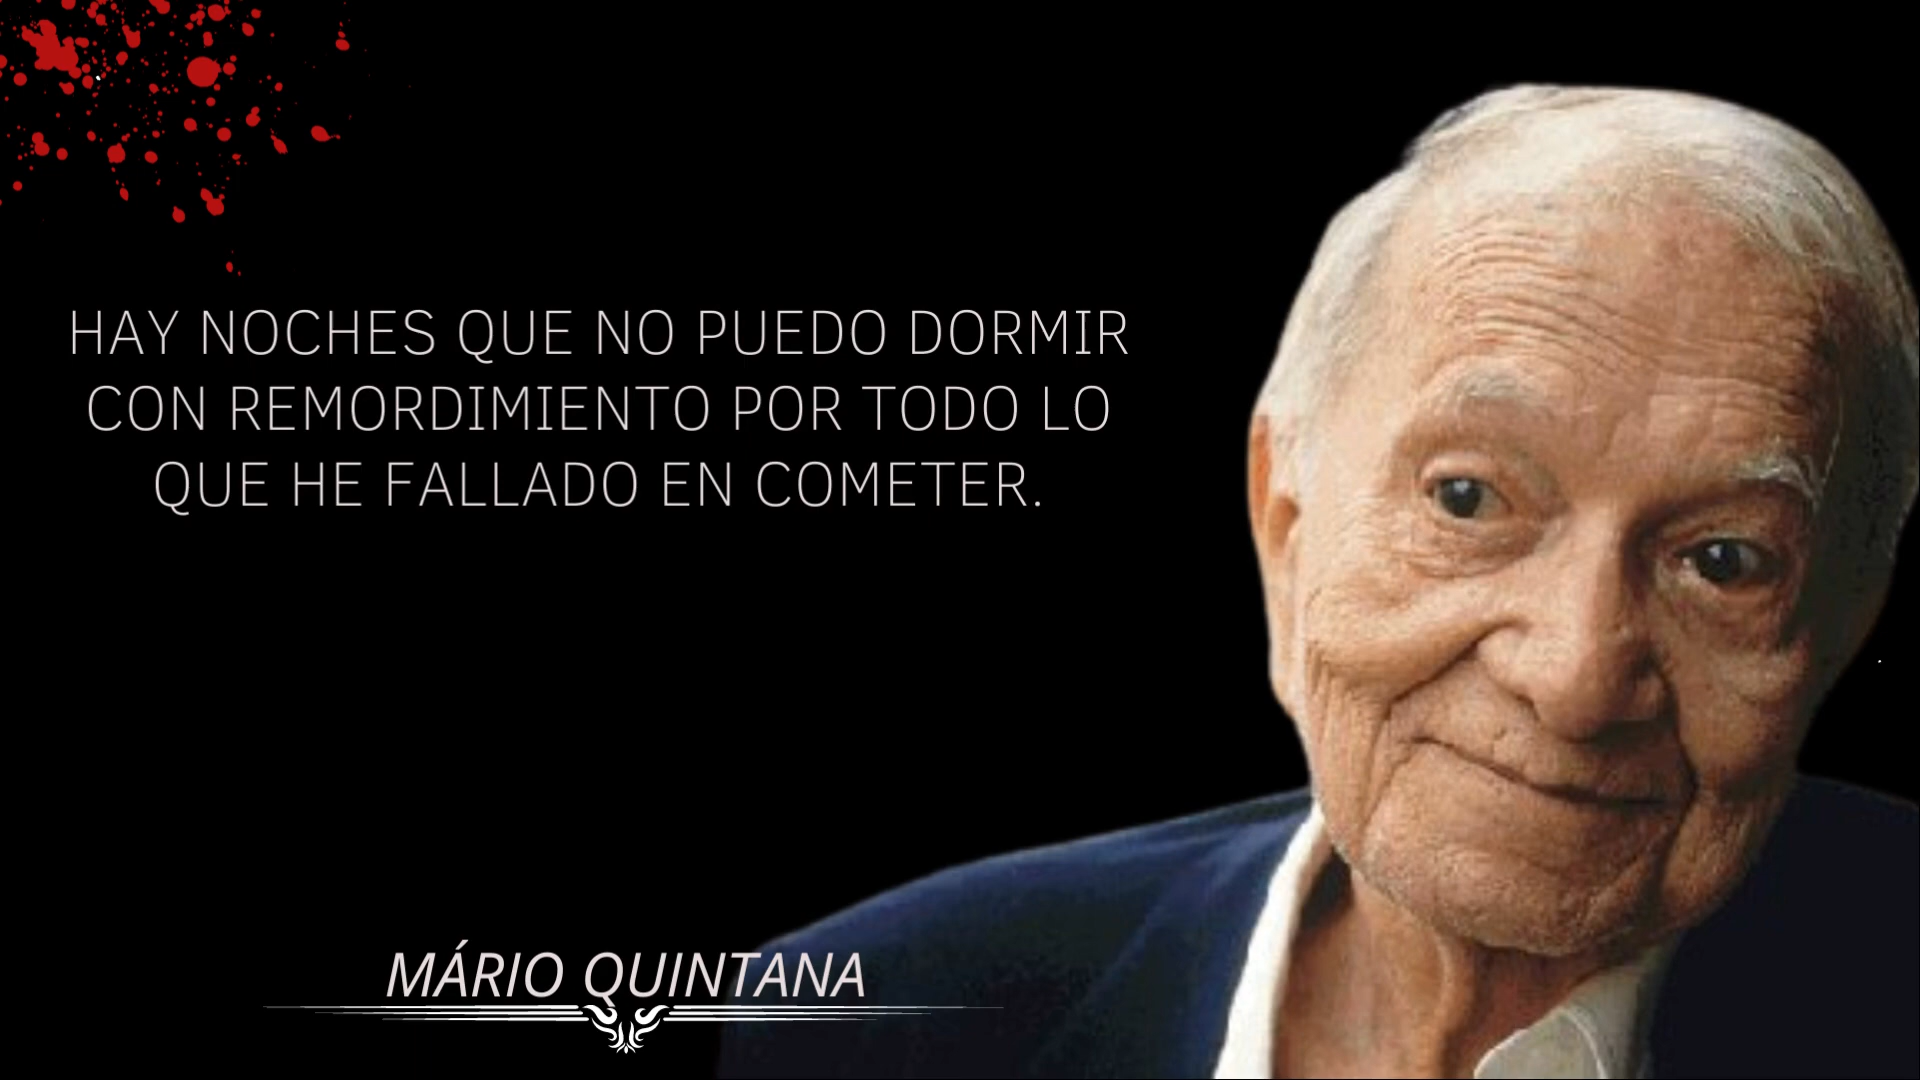 HAY NOCHES QUE NO PUEDO DORMIR
CON REMORDIMIENTO POR TODO LO
QUE HE FALLADO EN COMETER.
MÁRIO QUINTANA